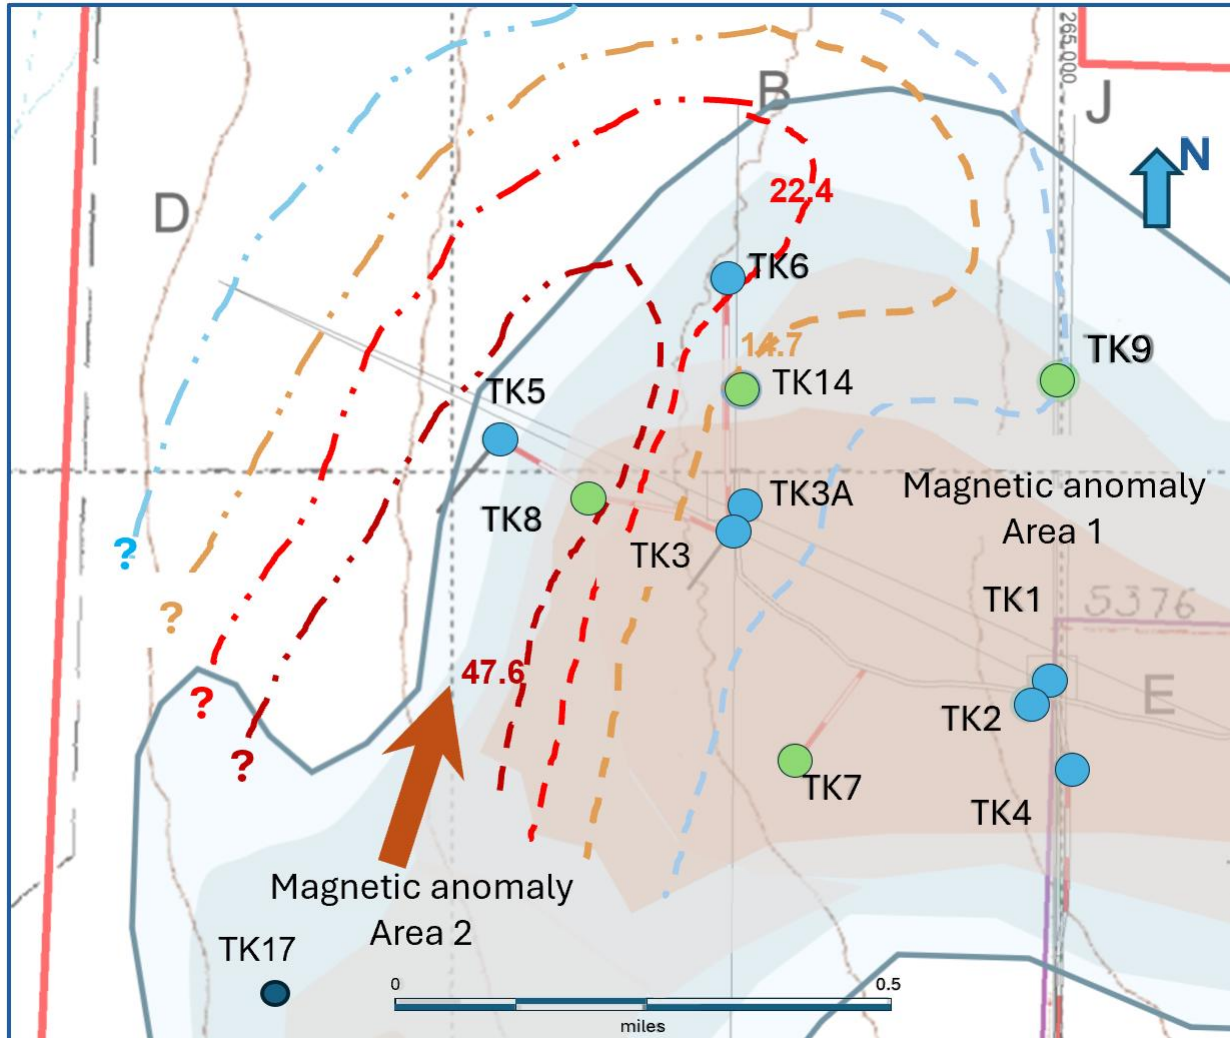 265,000
B
J
N
D
22.4
TK6
14.7
TK9
TK5
TK14
TK3A
Magnetic anomaly
Area 1
TK8
TK3
?
TK1
5376
?
47.6
E
?
TK2
?
TK7
TK4
Magnetic anomaly
Area 2
TK17
0
0.5
miles